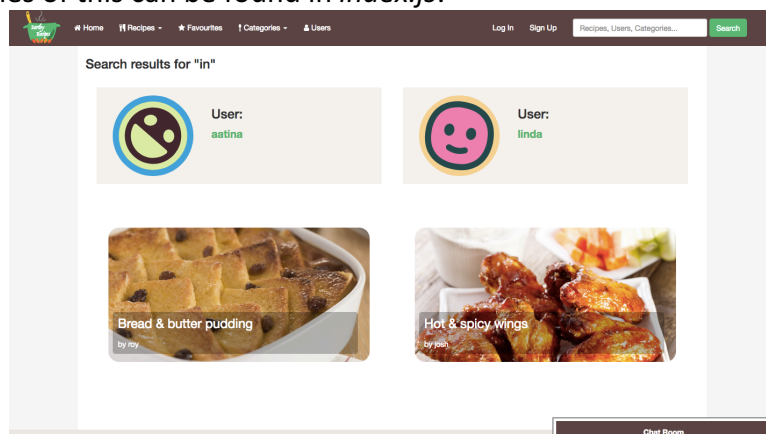 ies of this can be found in index.js.
Home Recipes Favourites Categories Users Log In Sign Up Recipes, Users, Categories... Search
Search results for "in"
User:
aatina
User:
linda
Bread & butter pudding
by roy
Hot & spicy wings
by josh
Chat Room